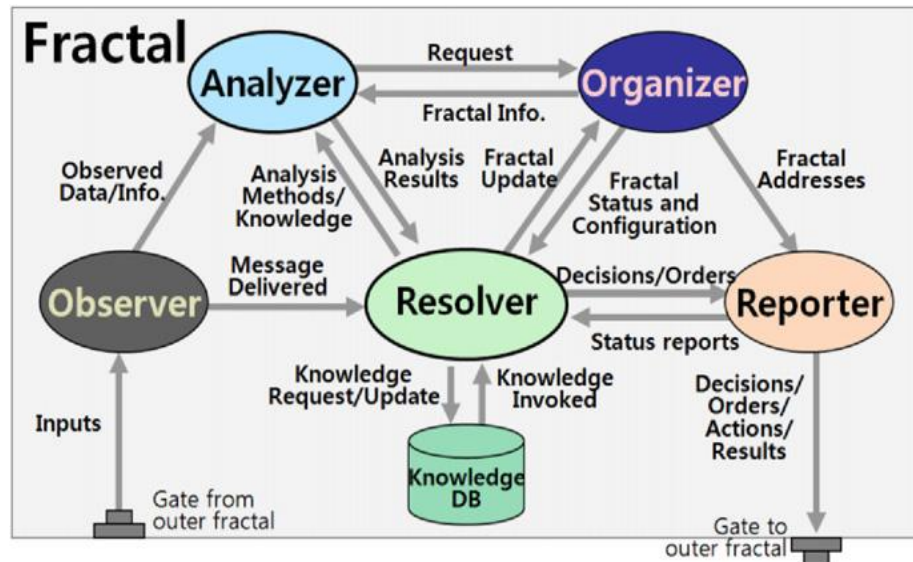 Fractal
Analyzer
Request
Organizer
Fractal Info.
Observed
Data/Info.
Analysis
Methods/
Knowledge
Analysis
Results
Fractal
Update
Fractal
Status and
Configuration
Fractal
Addresses
Observer
Message
Delivered
Resolver
Decisions/Orders
Reporter
Status reports
Inputs
Knowledge
Request/Update
Knowledge
Invoked
Decisions/
Orders/
Actions/
Results
Knowledge
DB
Gate from
outer fractal
Gate to
outer fractal